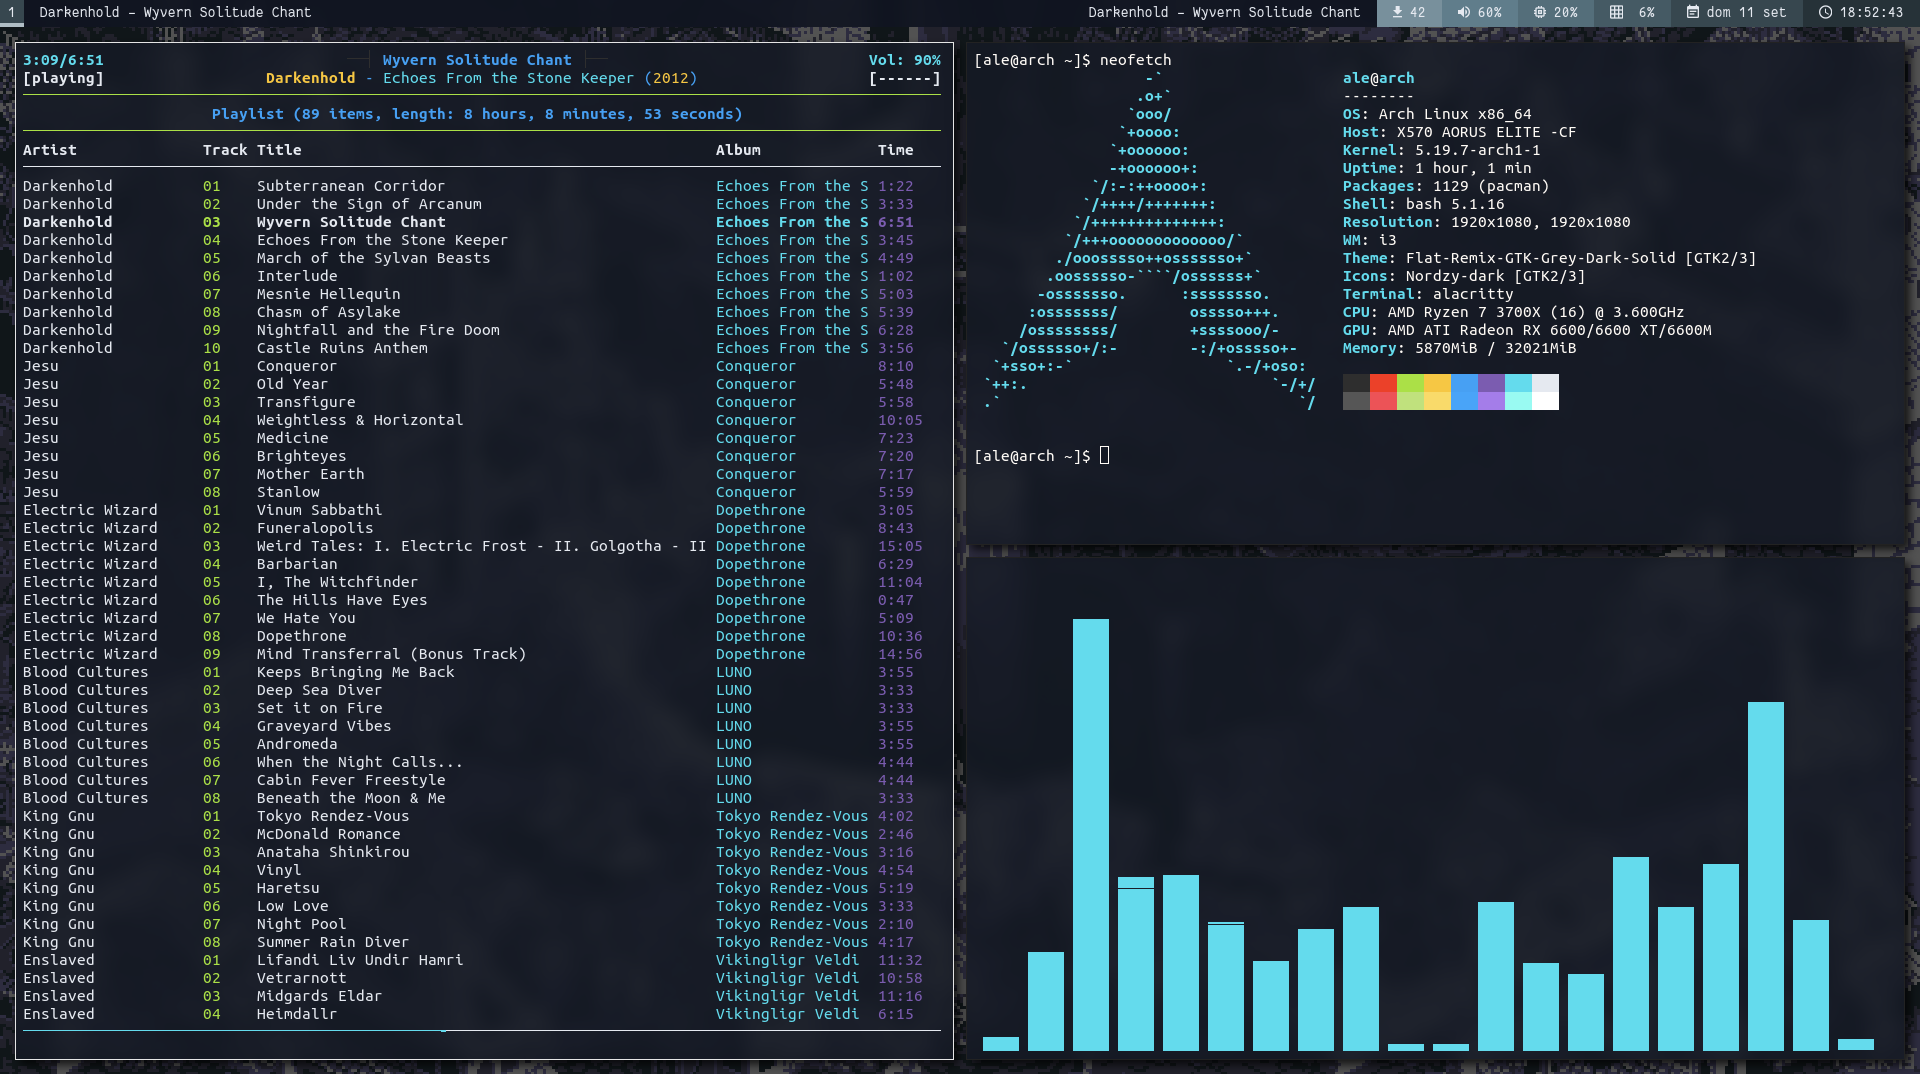 1 Darkenhold – Wyvern Solitude Chant
Darkenhold – Wyvern Solitude Chant 42 60% 20% 6% dom 11 set 18:52:43
3:09/6:51 Wyvern Solitude Chant Vol: 90%
[playing] Darkenhold - Echoes From the Stone Keeper (2012) [------]
Playlist (89 items, length: 8 hours, 8 minutes, 53 seconds)
Artist Track Title Album Time
Darkenhold 01 Subterranean Corridor Echoes From the S 1:22
Darkenhold 02 Under the Sign of Arcanum Echoes From the S 3:33
Darkenhold 03 Wyvern Solitude Chant Echoes From the S 6:51
Darkenhold 04 Echoes From the Stone Keeper Echoes From the S 3:45
Darkenhold 05 March of the Sylvan Beasts Echoes From the S 4:49
Darkenhold 06 Interlude Echoes From the S 1:02
Darkenhold 07 Mesnie Hellequin Echoes From the S 5:03
Darkenhold 08 Chasm of Asylake Echoes From the S 5:39
Darkenhold 09 Nightfall and the Fire Doom Echoes From the S 6:28
Darkenhold 10 Castle Ruins Anthem Echoes From the S 3:56
Jesu 01 Conqueror Conqueror 8:10
Jesu 02 Old Year Conqueror 5:48
Jesu 03 Transfigure Conqueror 5:58
Jesu 04 Weightless & Horizontal Conqueror 10:05
Jesu 05 Medicine Conqueror 7:23
Jesu 06 Brighteyes Conqueror 7:20
Jesu 07 Mother Earth Conqueror 7:17
Jesu 08 Stanlow Conqueror 5:59
Electric Wizard 01 Vinum Sabbathi Dopethrone 3:05
Electric Wizard 02 Funeralopolis Dopethrone 8:43
Electric Wizard 03 Weird Tales: I. Electric Frost - II. Golgotha - II Dopethrone 15:05
Electric Wizard 04 Barbarian Dopethrone 6:29
Electric Wizard 05 I, The Witchfinder Dopethrone 11:04
Electric Wizard 06 The Hills Have Eyes Dopethrone 0:47
Electric Wizard 07 We Hate You Dopethrone 5:09
Electric Wizard 08 Dopethrone Dopethrone 10:36
Electric Wizard 09 Mind Transferral (Bonus Track) Dopethrone 14:56
Blood Cultures 01 Keeps Bringing Me Back LUNO 3:55
Blood Cultures 02 Deep Sea Diver LUNO 3:33
Blood Cultures 03 Set it on Fire LUNO 3:33
Blood Cultures 04 Graveyard Vibes LUNO 3:55
Blood Cultures 05 Andromeda LUNO 3:55
Blood Cultures 06 When the Night Calls... LUNO 4:44
Blood Cultures 07 Cabin Fever Freestyle LUNO 4:44
Blood Cultures 08 Beneath the Moon & Me LUNO 3:33
King Gnu 01 Tokyo Rendez-Vous Tokyo Rendez-Vous 4:02
King Gnu 02 McDonald Romance Tokyo Rendez-Vous 2:46
King Gnu 03 Anataha Shinkirou Tokyo Rendez-Vous 3:16
King Gnu 04 Vinyl Tokyo Rendez-Vous 4:54
King Gnu 05 Haretsu Tokyo Rendez-Vous 5:19
King Gnu 06 Low Love Tokyo Rendez-Vous 3:33
King Gnu 07 Night Pool Tokyo Rendez-Vous 2:10
King Gnu 08 Summer Rain Diver Tokyo Rendez-Vous 4:17
Enslaved 01 Lifandi Liv Undir Hamri Vikingligr Veldi 11:32
Enslaved 02 Vetrarnott Vikingligr Veldi 10:58
Enslaved 03 Midgards Eldar Vikingligr Veldi 11:16
Enslaved 04 Heimdallr Vikingligr Veldi 6:15
[ale@arch ~]$ neofetch
-`
.o+`
`ooo/
`+oooo:
`+oooooo:
-+oooooo+:
`/:-:++oooo+:
`/++++/+++++++:
`/++++++++++++++:
`/+++ooooooooooooo/`
./ooosssso++osssssso+`
.oossssso-````/ossssss+`
-osssssso. :ssssssso.
:osssssss/ osssso+++.
/ossssssss/ +ssssooo/-
`/ossssso+/:- -:/+osssso+-
`+sso+:-` `.-/+oso:
`++:. `-/+/
.` `/
ale@arch
--------
OS: Arch Linux x86_64
Host: X570 AORUS ELITE -CF
Kernel: 5.19.7-arch1-1
Uptime: 1 hour, 1 min
Packages: 1129 (pacman)
Shell: bash 5.1.16
Resolution: 1920x1080, 1920x1080
WM: i3
Theme: Flat-Remix-GTK-Grey-Dark-Solid [GTK2/3]
Icons: Nordzy-dark [GTK2/3]
Terminal: alacritty
CPU: AMD Ryzen 7 3700X (16) @ 3.600GHz
GPU: AMD ATI Radeon RX 6600/6600 XT/6600M
Memory: 5870MiB / 32021MiB
[ale@arch ~]$